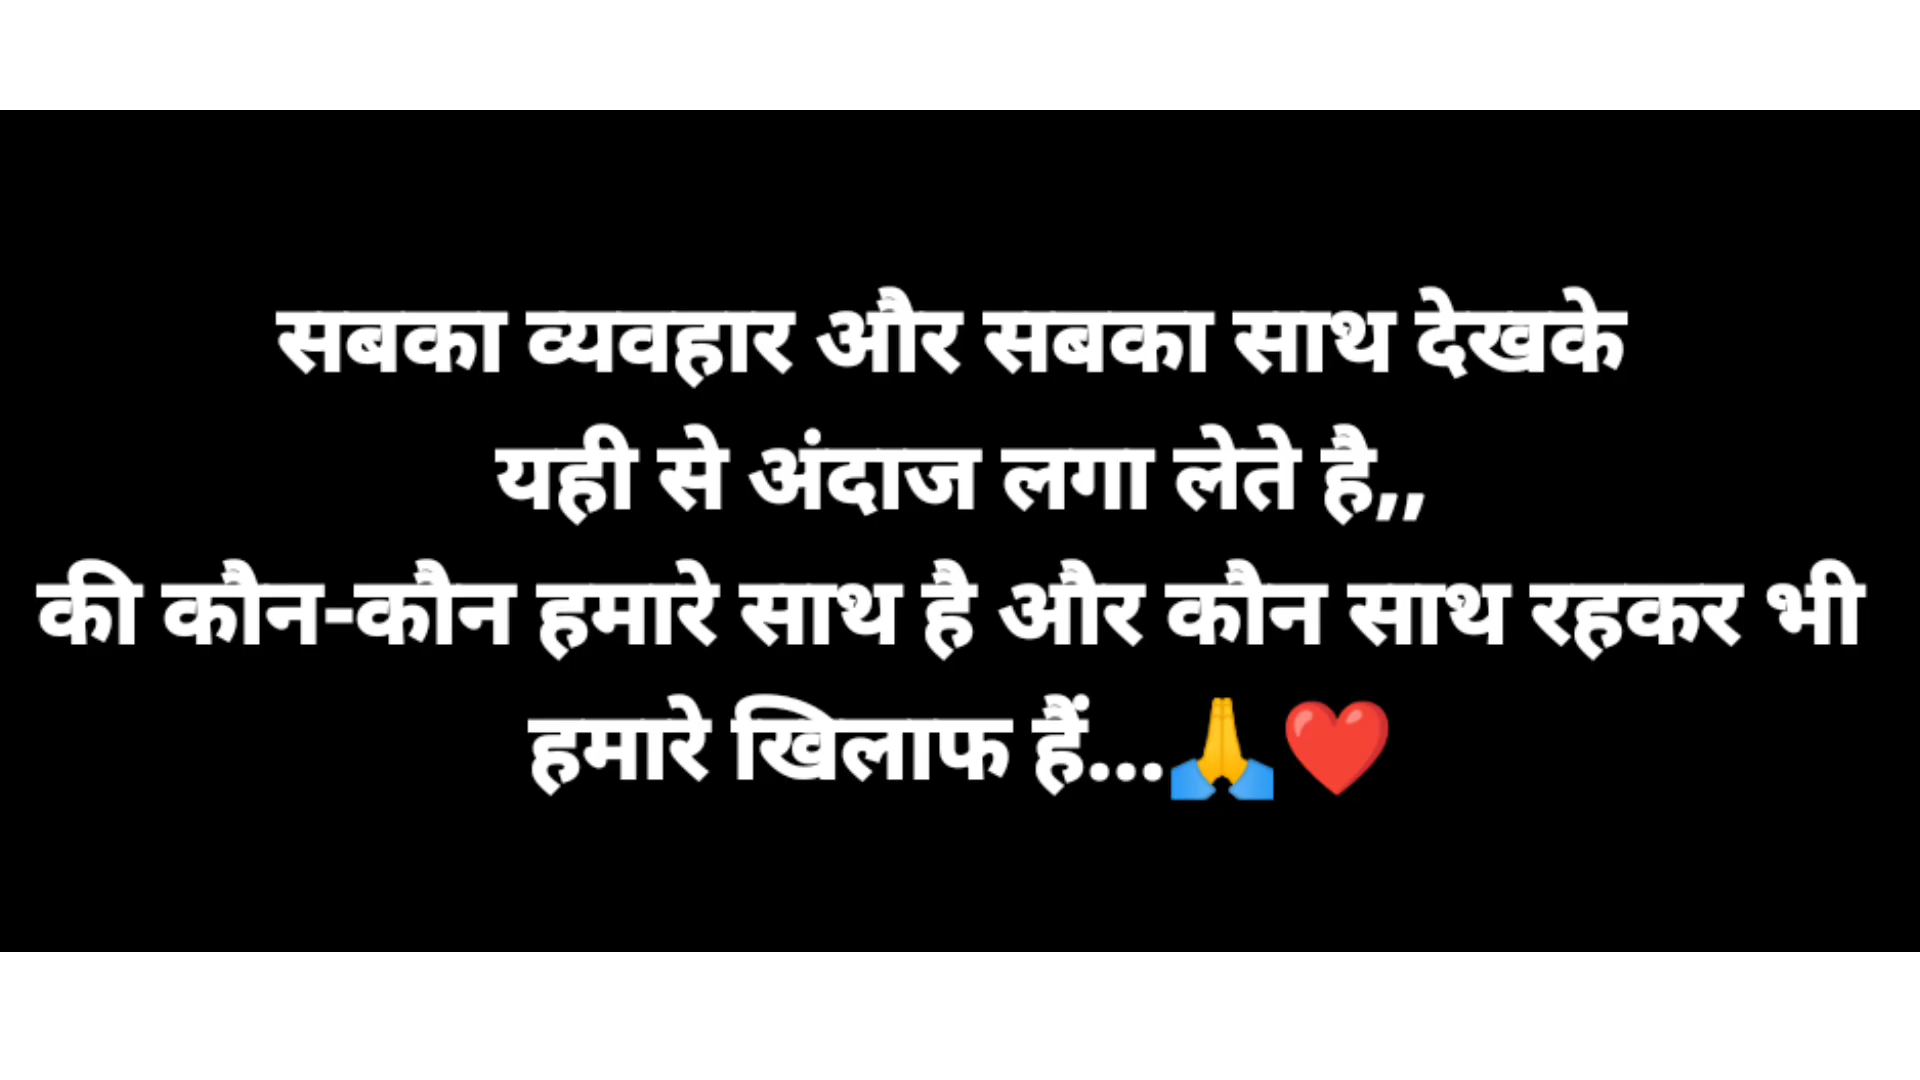 सबका व्यवहार और सबका साथ देखके
यही से अंदाज लगा लेते है,,
की कौन-कौन हमारे साथ है और कौन साथ रहकर भी
हमारे खिलाफ हैं...🙏❤️